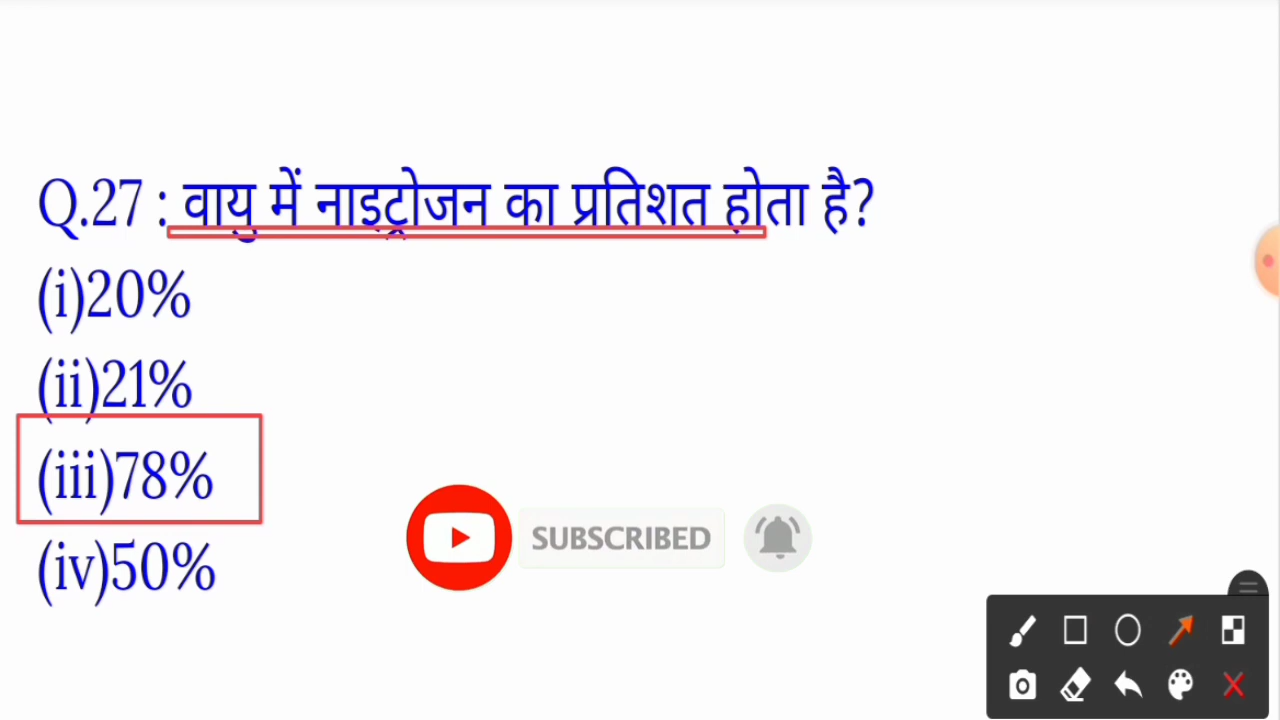 Q.27 : वायु में नाइट्रोजन का प्रतिशत होता है?
(i)20%
(ii)21%
(iii)78%
(iv)50%
SUBSCRIBED